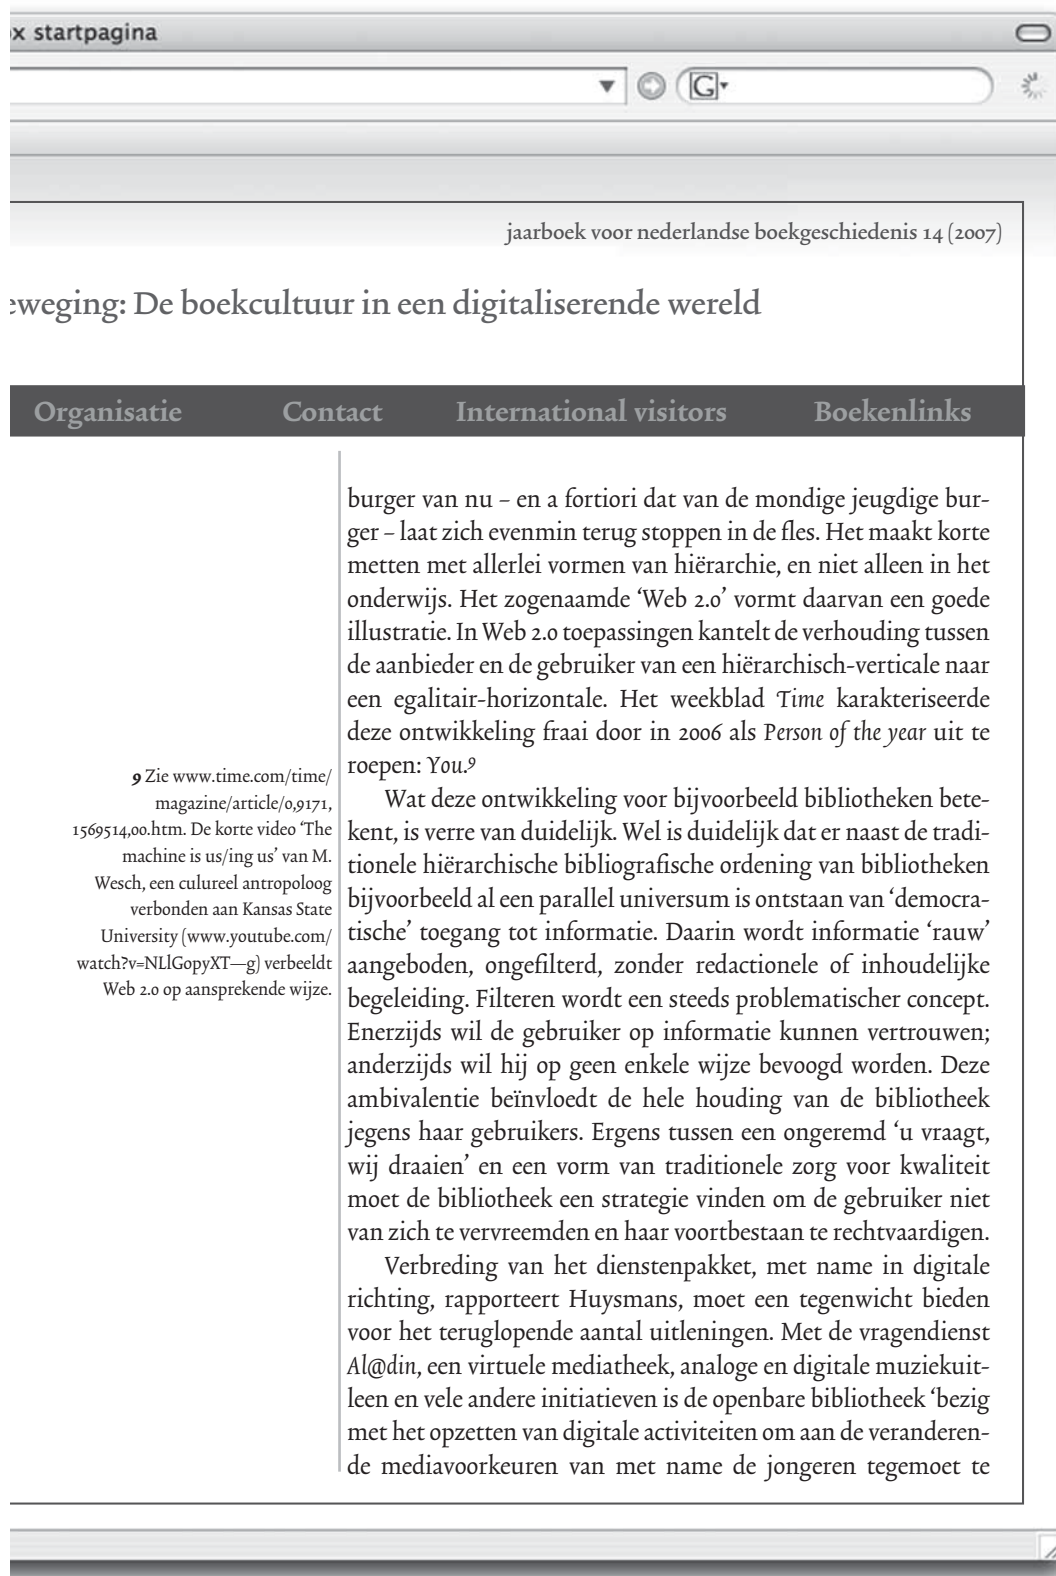 x startpagina
G
jaarboek voor nederlandse boekgeschiedenis 14 (2007)
eweging: De boekcultuur in een digitaliserende wereld
Organisatie Contact International visitors Boekenlinks
burger van nu – en a fortiori dat van de mondige jeugdige bur-
ger – laat zich evenmin terug stoppen in de fles. Het maakt korte
metten met allerlei vormen van hiërarchie, en niet alleen in het
onderwijs. Het zogenaamde ‘Web 2.0’ vormt daarvan een goede
illustratie. In Web 2.0 toepassingen kantelt de verhouding tussen
de aanbieder en de gebruiker van een hiërarchisch-verticale naar
een egalitair-horizontale. Het weekblad Time karakteriseerde
deze ontwikkeling fraai door in 2006 als Person of the year uit te
roepen: You.9
Wat deze ontwikkeling voor bijvoorbeeld bibliotheken bete-
kent, is verre van duidelijk. Wel is duidelijk dat er naast de tradi-
tionele hiërarchische bibliografische ordening van bibliotheken
bijvoorbeeld al een parallel universum is ontstaan van ‘democra-
tische’ toegang tot informatie. Daarin wordt informatie ‘rauw’
aangeboden, ongefilterd, zonder redactionele of inhoudelijke
begeleiding. Filteren wordt een steeds problematischer concept.
Enerzijds wil de gebruiker op informatie kunnen vertrouwen;
anderzijds wil hij op geen enkele wijze bevoogd worden. Deze
ambivalentie beïnvloedt de hele houding van de bibliotheek
jegens haar gebruikers. Ergens tussen een ongeremd ‘u vraagt,
wij draaien’ en een vorm van traditionele zorg voor kwaliteit
moet de bibliotheek een strategie vinden om de gebruiker niet
van zich te vervreemden en haar voortbestaan te rechtvaardigen.
Verbreding van het dienstenpakket, met name in digitale
richting, rapporteert Huysmans, moet een tegenwicht bieden
voor het teruglopende aantal uitleningen. Met de vragendienst
Al@din, een virtuele mediatheek, analoge en digitale muziekuit-
leen en vele andere initiatieven is de openbare bibliotheek ‘bezig
met het opzetten van digitale activiteiten om aan de veranderen-
de mediavoorkeuren van met name de jongeren tegemoet te
9 Zie www.time.com/time/
magazine/article/0,9171,
1569514,00.htm. De korte video ‘The
machine is us/ing us’ van M.
Wesch, een culureel antropoloog
verbonden aan Kansas State
University (www.youtube.com/
watch?v=NLlGopyXT—g) verbeeldt
Web 2.0 op aansprekende wijze.